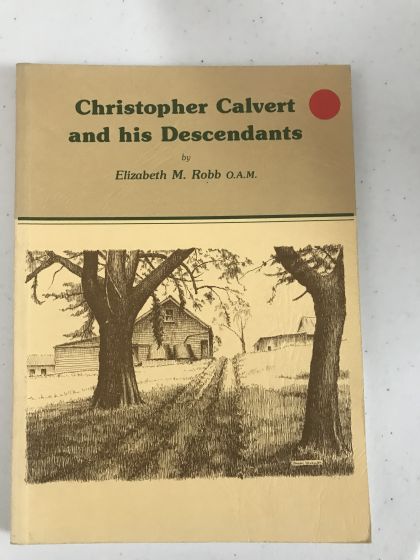 Christopher Calvert
and his Descendants
by
Elizabeth M. Robb O.A.M.